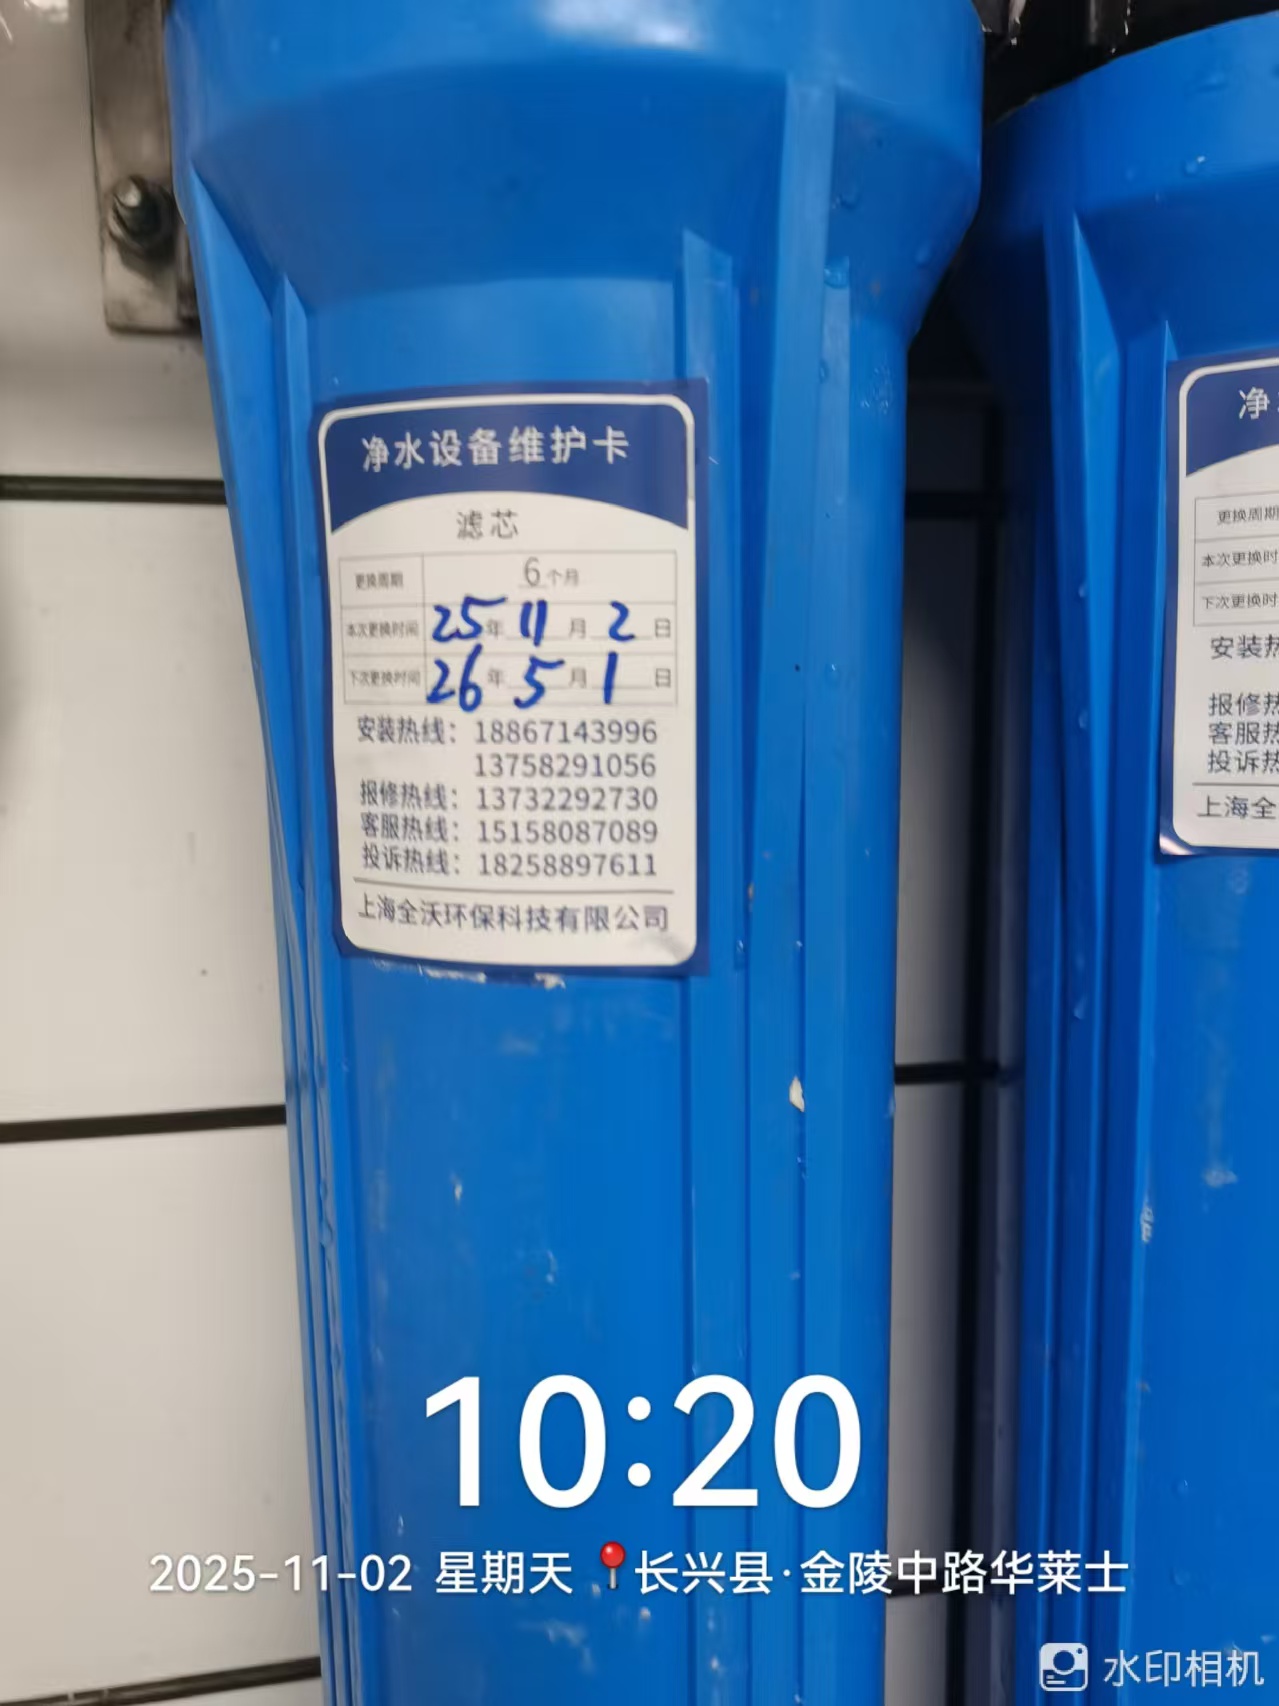 净水设备维护卡
滤芯
更换周期 6个月
本次更换时间 25年 11月 2日
下次更换时间 26年 5月 1日
安装热线：18867143996
13758291056
报修热线：13732292730
客服热线：15158087089
投诉热线：18258897611
上海全沃环保科技有限公司
净
更换周期
本次更换时
下次更换时
安装热
报修热
客服热
投诉热
上海全
10:20
2025-11-02 星期天 长兴县·金陵中路华莱士
水印相机